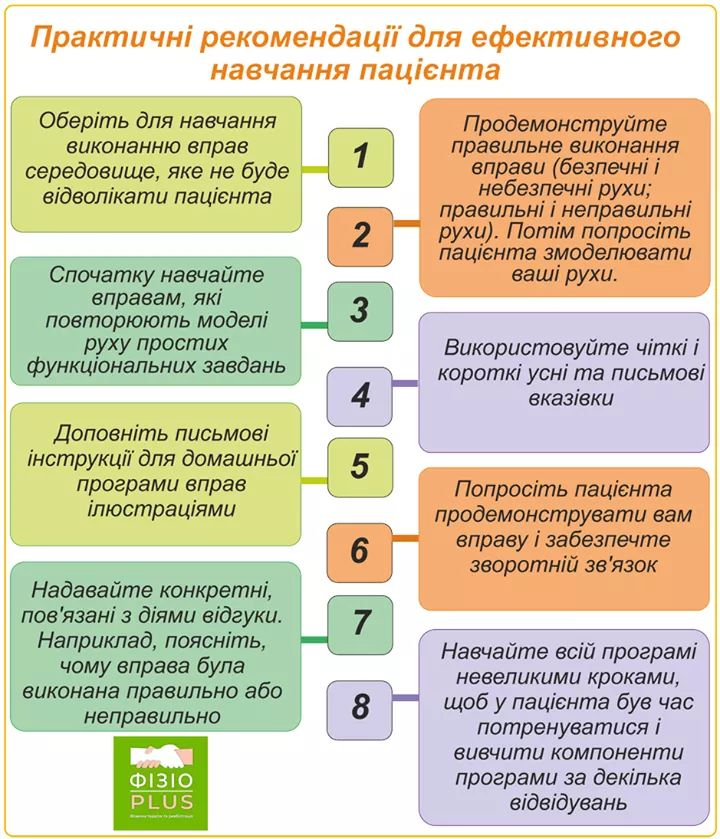 Практичні рекомендації для ефективного
навчання пацієнта
Оберіть для навчання
виконанню вправ
середовище, яке не буде
відволікати пацієнта
1
2
Продемонструйте
правильне виконання
вправи (безпечні і
небезпечні рухи;
правильні і неправильні
рухи). Потім попросіть
пацієнта змоделювати
ваші рухи.
Спочатку навчайте
вправам, які
повторюють моделі
руху простих
функціональних завдань
3
4
Використовуйте чіткі і
короткі усні та письмові
вказівки
Доповніть письмові
інструкції для домашньої
програми вправ
ілюстраціями
5
6
Попросіть пацієнта
продемонструвати вам
вправу і забезпечте
зворотній зв'язок
Надавайте конкретні,
пов'язані з діями відгуки.
Наприклад, поясніть,
чому вправа була
виконана правильно або
неправильно
7
8
Навчайте всій програмі
невеликими кроками,
щоб у пацієнта був час
потренуватися і
вивчити компоненти
програми за декілька
відвідувань
ФІЗІО
PLUS
Фізична терапія та реабілітація